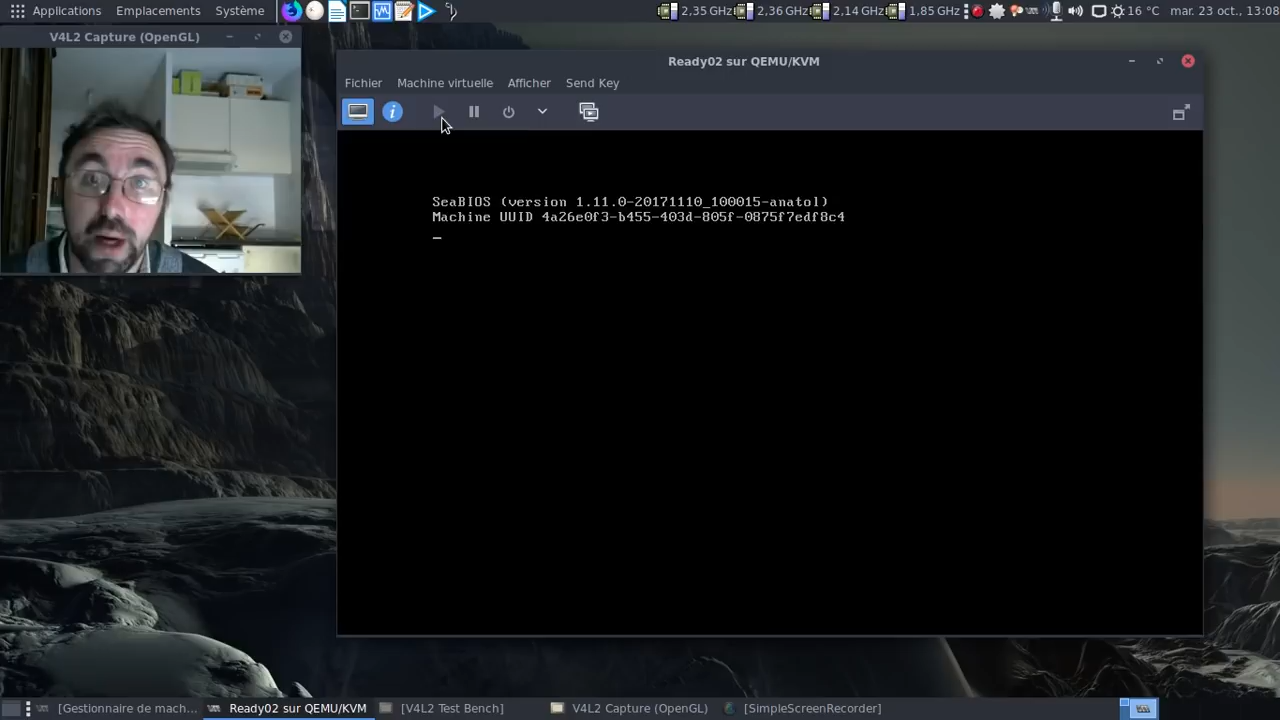 Applications Emplacements Système 2,35 GHz 2,36 GHz 2,14 GHz 1,85 GHz 16 °C mar. 23 oct., 13:08
V4L2 Capture (OpenGL)
Ready02 sur QEMU/KVM
Fichier Machine virtuelle Afficher Send Key
SeaBIOS (version 1.11.0-20171110_100015-anatol)
Machine UUID 4a26e0f3-b455-403d-805f-0875f7edf8c4
[Gestionnaire de mach... Ready02 sur QEMU/KVM [V4L2 Test Bench] V4L2 Capture (OpenGL) [SimpleScreenRecorder]